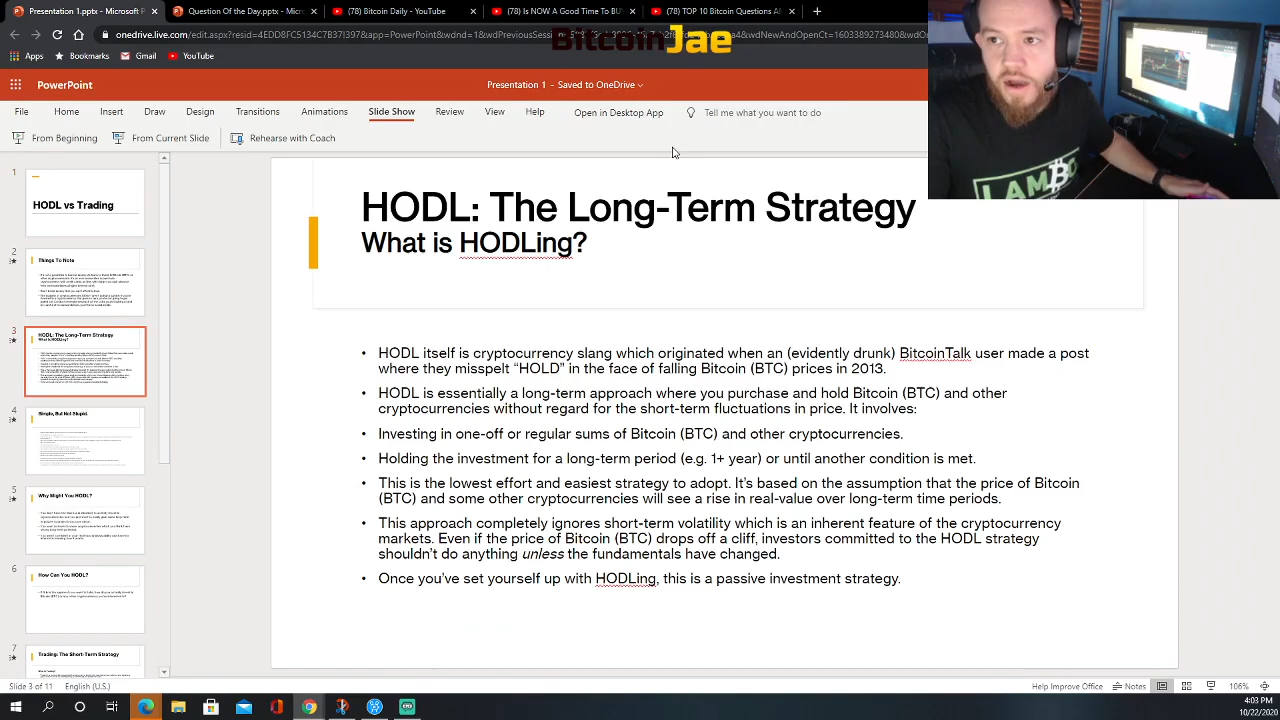 Presentation 1.pptx - Microsoft P
Question Of the Day.pptx - Micro
(78) Bitcoin Daily - YouTube
(78) Is NOW A Good Time To BU
(78) TOP 10 Bitcoin Questions A
BitcoinJae
Apps
Bookmarks
Gmail
YouTube
PowerPoint
Presentation 1 - Saved to OneDrive
File
Home
Insert
Draw
Design
Transitions
Animations
Slide Show
Review
View
Help
Open in Desktop App
Tell me what you want to do
From Beginning
From Current Slide
Rehearse with Coach
LAMBO
1
HODL vs Trading
2
Things To Note
3
HODL: The Long-Term Strategy
What is HODLing?
4
Simple, But Not Stupid.
Why Might You HODL?
6
How Can You HODL?
7
Trading: The Short-Term Strategy
HODL: The Long-Term Strategy
What is HODLing?
• HODL itself is cryptocurrency slang which originated when an (evidently drunk) BitcoinTalk user made a post
where they misspelt “HOLD” in the face of falling Bitcoin (BTC) prices in 2013.
• HODL is essentially a long-term approach where you purchase and hold Bitcoin (BTC) and other
cryptocurrencies without regard for the short-term fluctuations in price. It involves:
• Investing in one-off or regular sums of Bitcoin (BTC) and other cryptocurrencies.
• Holding the investment for a long-term period (e.g. 1+ year) or until another condition is met.
• This is the lowest effort and easiest strategy to adopt. It’s based on the assumption that the price of Bitcoin
(BTC) and some other cryptocurrencies will see a rise in real-value over long-term time periods.
• This approach completely ignores short-term volatility which is an inherent feature of the cryptocurrency
markets. Even if the price of Bitcoin (BTC) drops off a cliff, investors committed to the HODL strategy
shouldn’t do anything unless the fundamentals have changed.
• Once you’ve set yourself up with HODLing, this is a passive investment strategy.
Slide 3 of 11
English (U.S.)
Help Improve Office
Notes
106%
4:03 PM
10/22/2020